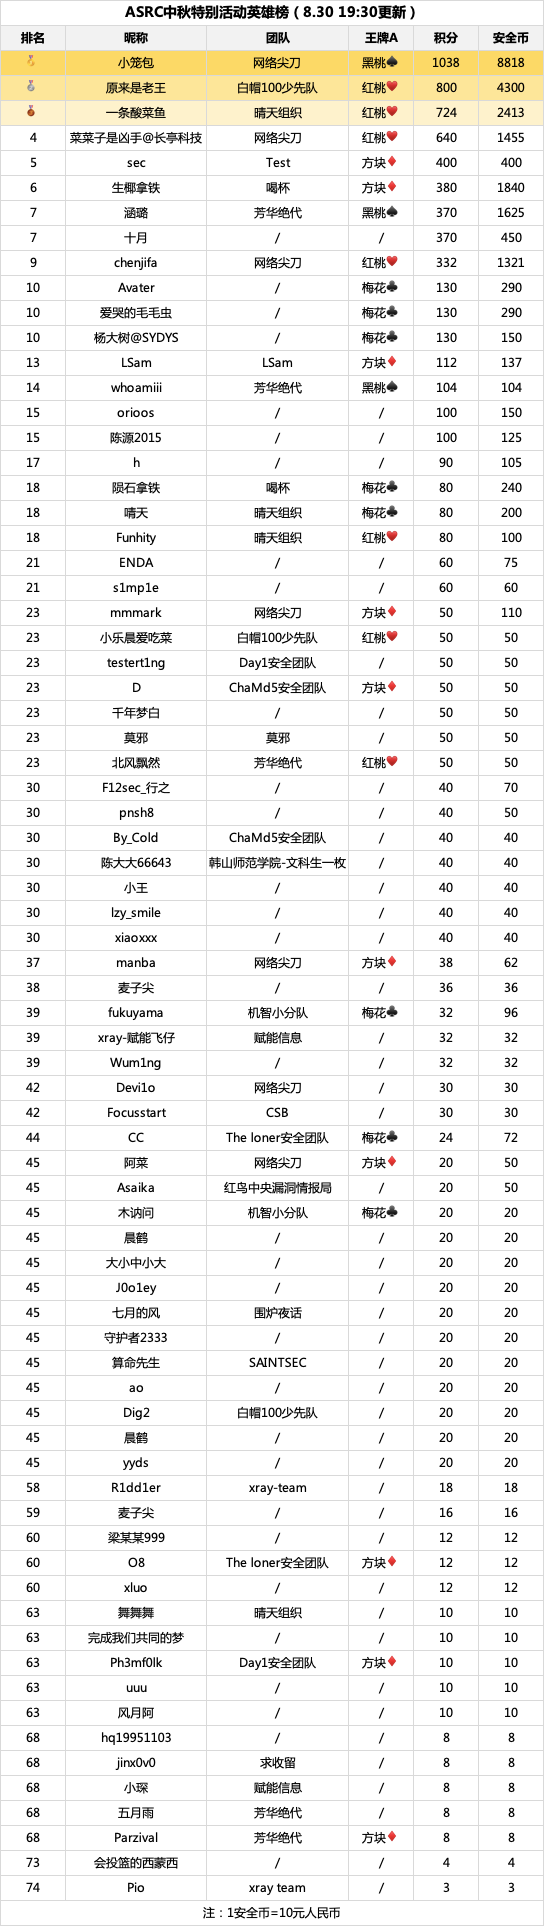 ASRC中秋特别活动英雄榜（8.30 19:30更新）
排名 昵称 团队 王牌A 积分 安全币
小笼包 网络尖刀 黑桃♠ 1038 8818
原来是老王 白帽100少先队 红桃♥ 800 4300
一条酸菜鱼 晴天组织 红桃♥ 724 2413
4 菜菜子是凶手@长亭科技 网络尖刀 红桃♥ 640 1455
5 sec Test 方块♦ 400 400
6 生椰拿铁 喝杯 方块♦ 380 1840
7 涵璐 芳华绝代 黑桃♠ 370 1625
7 十月 / / 370 450
9 chenjifa 网络尖刀 红桃♥ 332 1321
10 Avater / 梅花♣ 130 290
10 爱哭的毛毛虫 / 梅花♣ 130 290
10 杨大树@SYDYS / 梅花♣ 130 150
13 LSam LSam 方块♦ 112 137
14 whoamiii 芳华绝代 黑桃♠ 104 104
15 orioos / / 100 150
15 陈源2015 / / 100 125
17 h / / 90 105
18 陨石拿铁 喝杯 梅花♣ 80 240
18 晴天 晴天组织 梅花♣ 80 200
18 Funhity 晴天组织 红桃♥ 80 100
21 ENDA / / 60 75
21 s1mp1e / / 60 60
23 mmmark 网络尖刀 方块♦ 50 110
23 小乐晨爱吃菜 白帽100少先队 红桃♥ 50 50
23 testert1ng Day1安全团队 / 50 50
23 D ChaMd5安全团队 方块♦ 50 50
23 千年梦白 / / 50 50
23 莫邪 莫邪 / 50 50
23 北风飘然 芳华绝代 红桃♥ 50 50
30 F12sec_行之 / / 40 70
30 pnsh8 / / 40 50
30 By_Cold ChaMd5安全团队 / 40 40
30 陈大大66643 韩山师范学院-文科生一枚 / 40 40
30 小王 / / 40 40
30 lzy_smile / / 40 40
30 xiaoxxx / / 40 40
37 manba 网络尖刀 方块♦ 38 62
38 麦子尖 / / 36 36
39 fukuyama 机智小分队 梅花♣ 32 96
39 xray-赋能飞仔 赋能信息 / 32 32
39 Wum1ng / / 32 32
42 Devi1o 网络尖刀 / 30 30
42 Focusstart CSB / 30 30
44 CC The loner安全团队 梅花♣ 24 72
45 阿菜 网络尖刀 方块♦ 20 50
45 Asaika 红鸟中央漏洞情报局 / 20 50
45 木讷问 机智小分队 梅花♣ 20 20
45 晨鹤 / / 20 20
45 大小中小大 / / 20 20
45 J0o1ey / / 20 20
45 七月的风 围炉夜话 / 20 20
45 守护者2333 / / 20 20
45 算命先生 SAINTSEC / 20 20
45 ao / / 20 20
45 Dig2 白帽100少先队 / 20 20
45 晨鹤 / / 20 20
45 yyds / / 20 20
58 R1dd1er xray-team / 18 18
59 麦子尖 / / 16 16
60 梁某某999 / / 12 12
60 O8 The loner安全团队 方块♦ 12 12
60 xluo / / 12 12
63 舞舞舞 晴天组织 / 10 10
63 完成我们共同的梦 / / 10 10
63 Ph3mf0lk Day1安全团队 方块♦ 10 10
63 uuu / / 10 10
63 风月阿 / / 10 10
68 hq19951103 / / 8 8
68 jinx0v0 求收留 / 8 8
68 小琛 赋能信息 / 8 8
68 五月雨 芳华绝代 / 8 8
68 Parzival 芳华绝代 方块♦ 8 8
73 会投篮的西蒙西 / / 4 4
74 Pio xray team / 3 3
注：1安全币=10元人民币